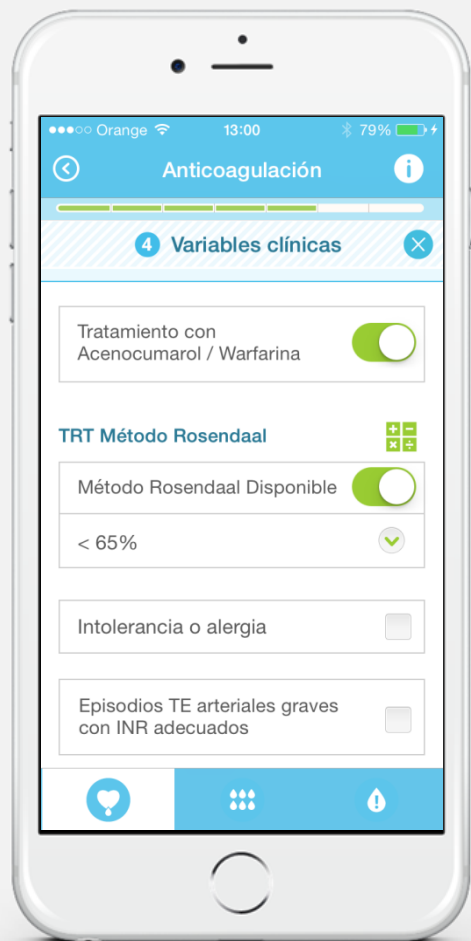 Orange 13:00 79%
Anticoagulación i
4 Variables clínicas
Tratamiento con
Acenocumarol / Warfarina
TRT Método Rosendaal
Método Rosendaal Disponible
< 65%
Intolerancia o alergia
Episodios TE arteriales graves
con INR adecuados